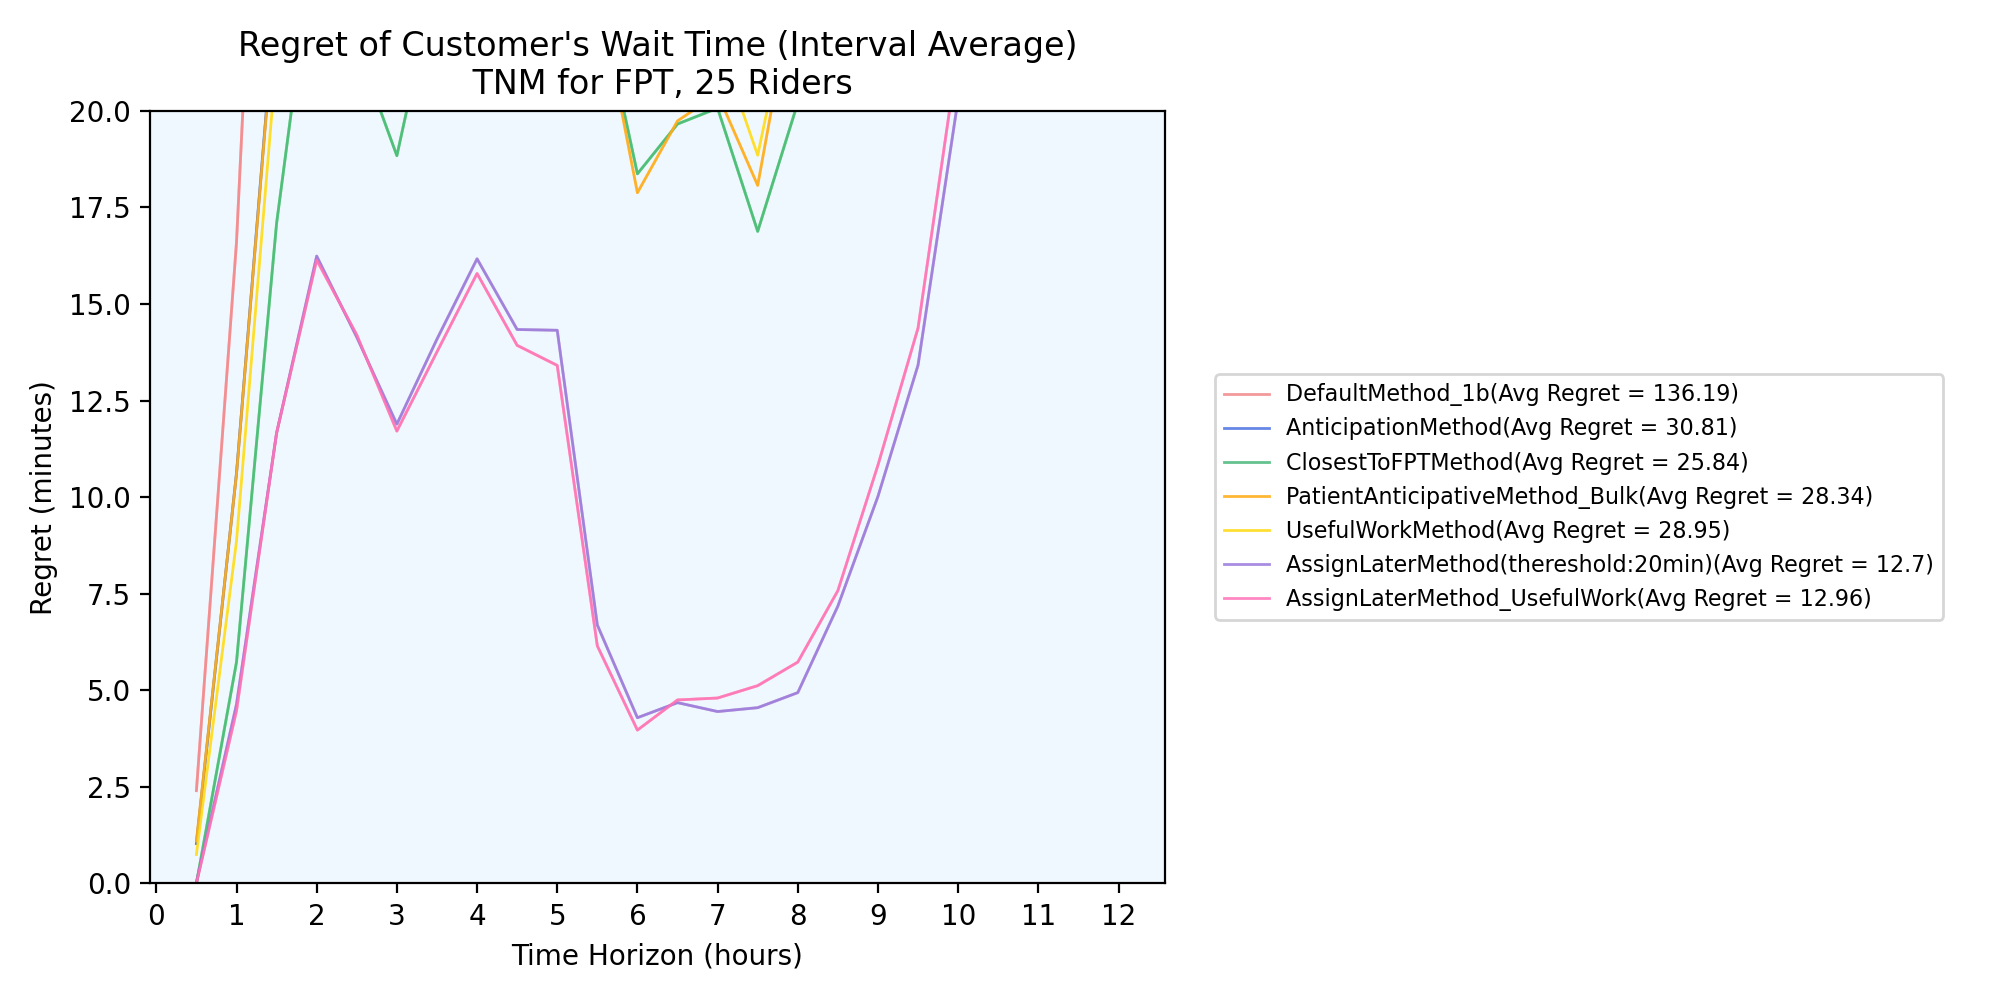 Regret of Customer's Wait Time (Interval Average)
TNM for FPT, 25 Riders
Regret (minutes)
20.0
17.5
15.0
12.5
10.0
7.5
5.0
2.5
0.0
0 1 2 3 4 5 6 7 8 9 10 11 12
Time Horizon (hours)
DefaultMethod_1b(Avg Regret = 136.19)
AnticipationMethod(Avg Regret = 30.81)
ClosestToFPTMethod(Avg Regret = 25.84)
PatientAnticipativeMethod_Bulk(Avg Regret = 28.34)
UsefulWorkMethod(Avg Regret = 28.95)
AssignLaterMethod(thereshold:20min)(Avg Regret = 12.7)
AssignLaterMethod_UsefulWork(Avg Regret = 12.96)